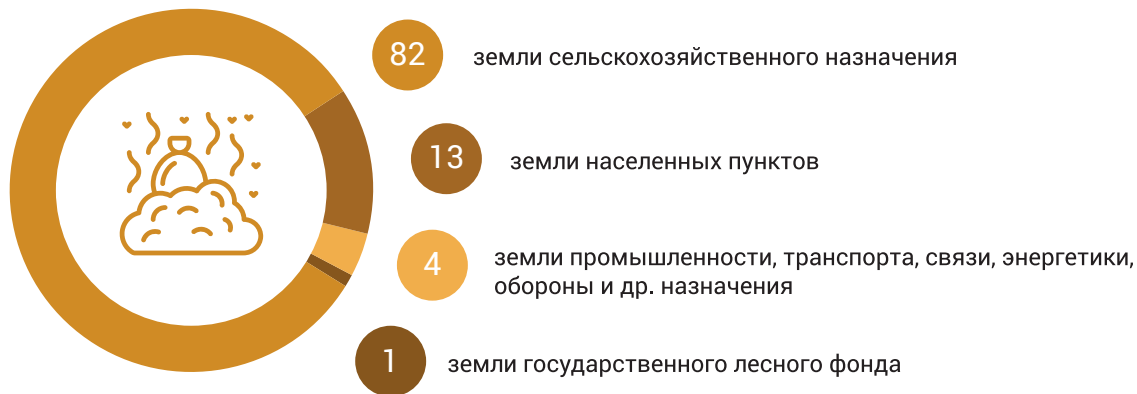 82
земли сельскохозяйственного назначения
13
земли населенных пунктов
4
земли промышленности, транспорта, связи, энергетики,
обороны и др. назначения
1
земли государственного лесного фонда